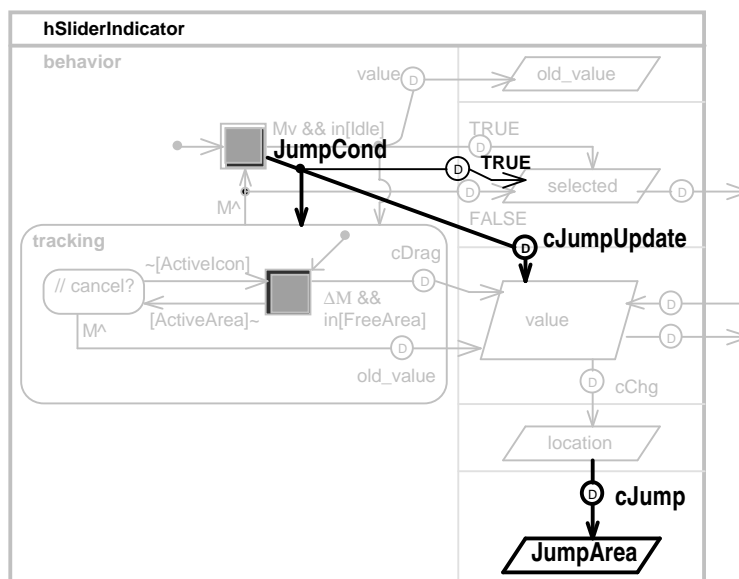 hSliderIndicator
behavior
value
D
old_value
Mv && in[Idle]
TRUE
D
JumpCond
D
TRUE
selected
D
D
M^
FALSE
tracking
cJumpUpdate
D
cDrag
~[ActiveIcon]
// cancel?
D
ΔM &&
in[FreeArea]
[ActiveArea]~
M^
value
D
D
D
old_value
D
cChg
location
D
cJump
JumpArea